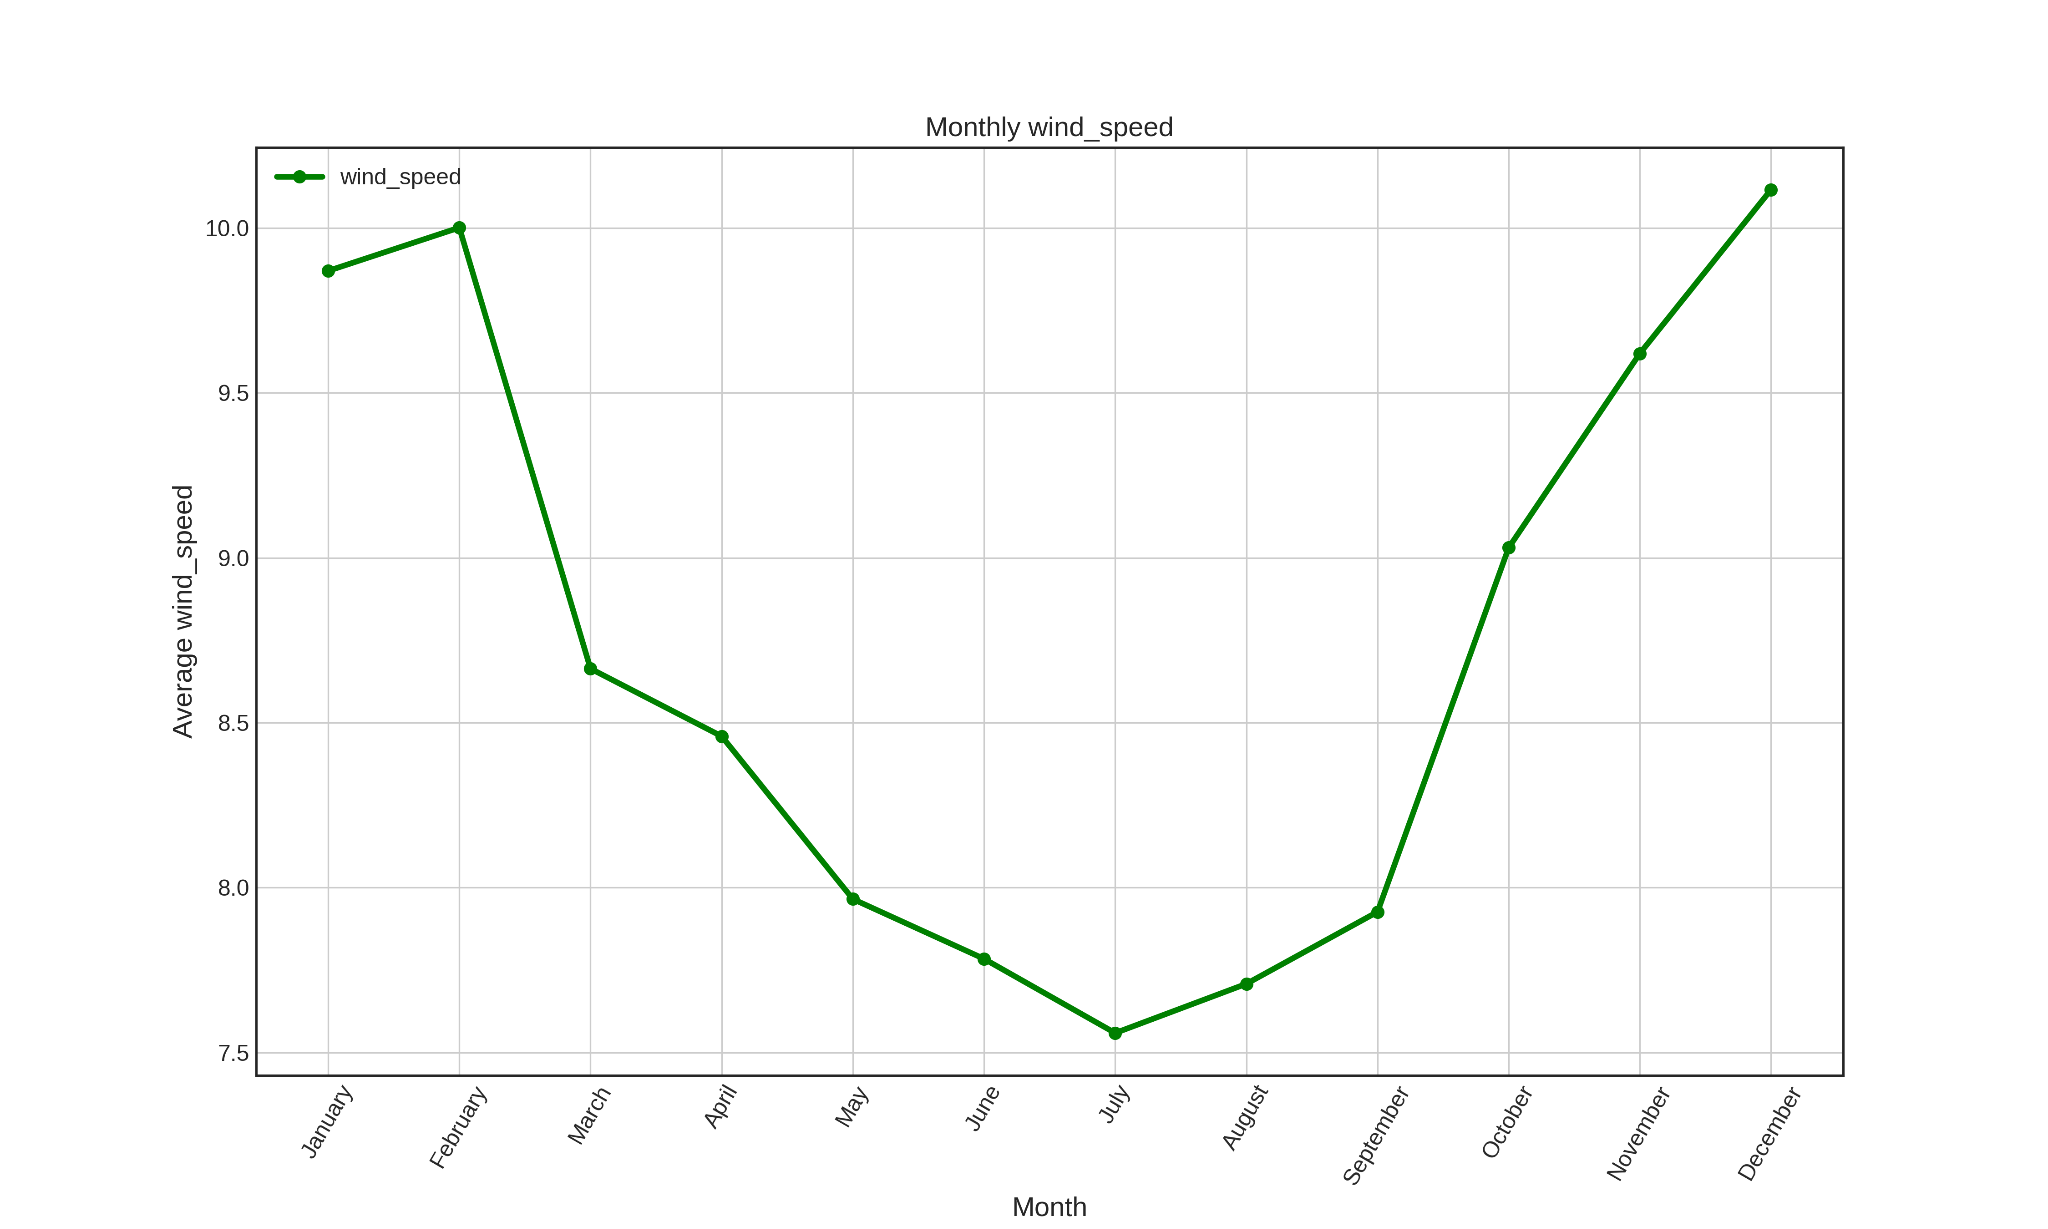 Monthly wind_speed
wind_speed
Average wind_speed
10.0
9.5
9.0
8.5
8.0
7.5
January
February
March
April
May
June
July
August
September
October
November
December
Month